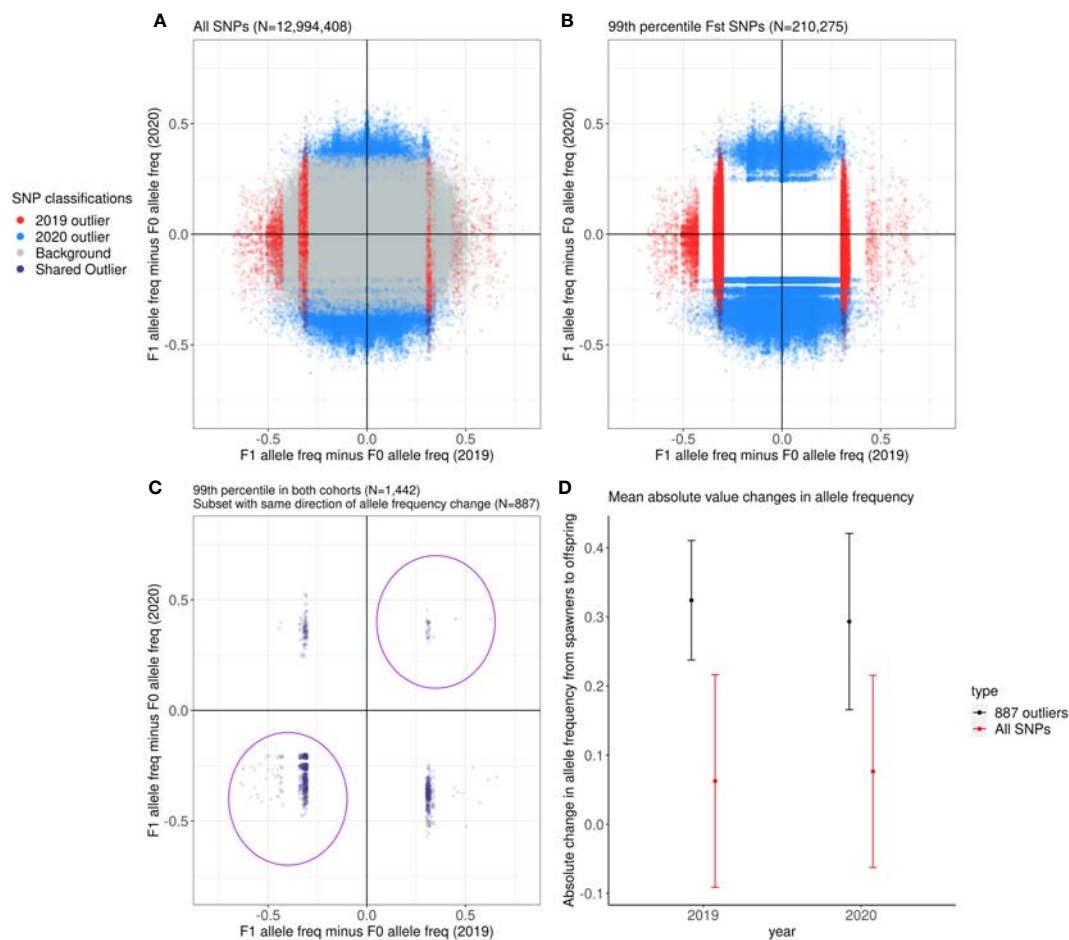 A
All SNPs (N=12,994,408)
F1 allele freq minus F0 allele freq (2020)
0.5
0.0
-0.5
-0.5
0.0
0.5
F1 allele freq minus F0 allele freq (2019)
SNP classifications
2019 outlier
2020 outlier
Background
Shared Outlier
B
99th percentile Fst SNPs (N=210,275)
F1 allele freq minus F0 allele freq (2020)
0.5
0.0
-0.5
-0.5
0.0
0.5
F1 allele freq minus F0 allele freq (2019)
C
99th percentile in both cohorts (N=1,442)
Subset with same direction of allele frequency change (N=887)
F1 allele freq minus F0 allele freq (2020)
0.5
0.0
-0.5
-0.5
0.0
0.5
F1 allele freq minus F0 allele freq (2019)
D
Mean absolute value changes in allele frequency
Absolute change in allele frequency from spawners to offspring
0.4
0.3
0.2
0.1
0.0
-0.1
2019
2020
year
type
887 outliers
All SNPs